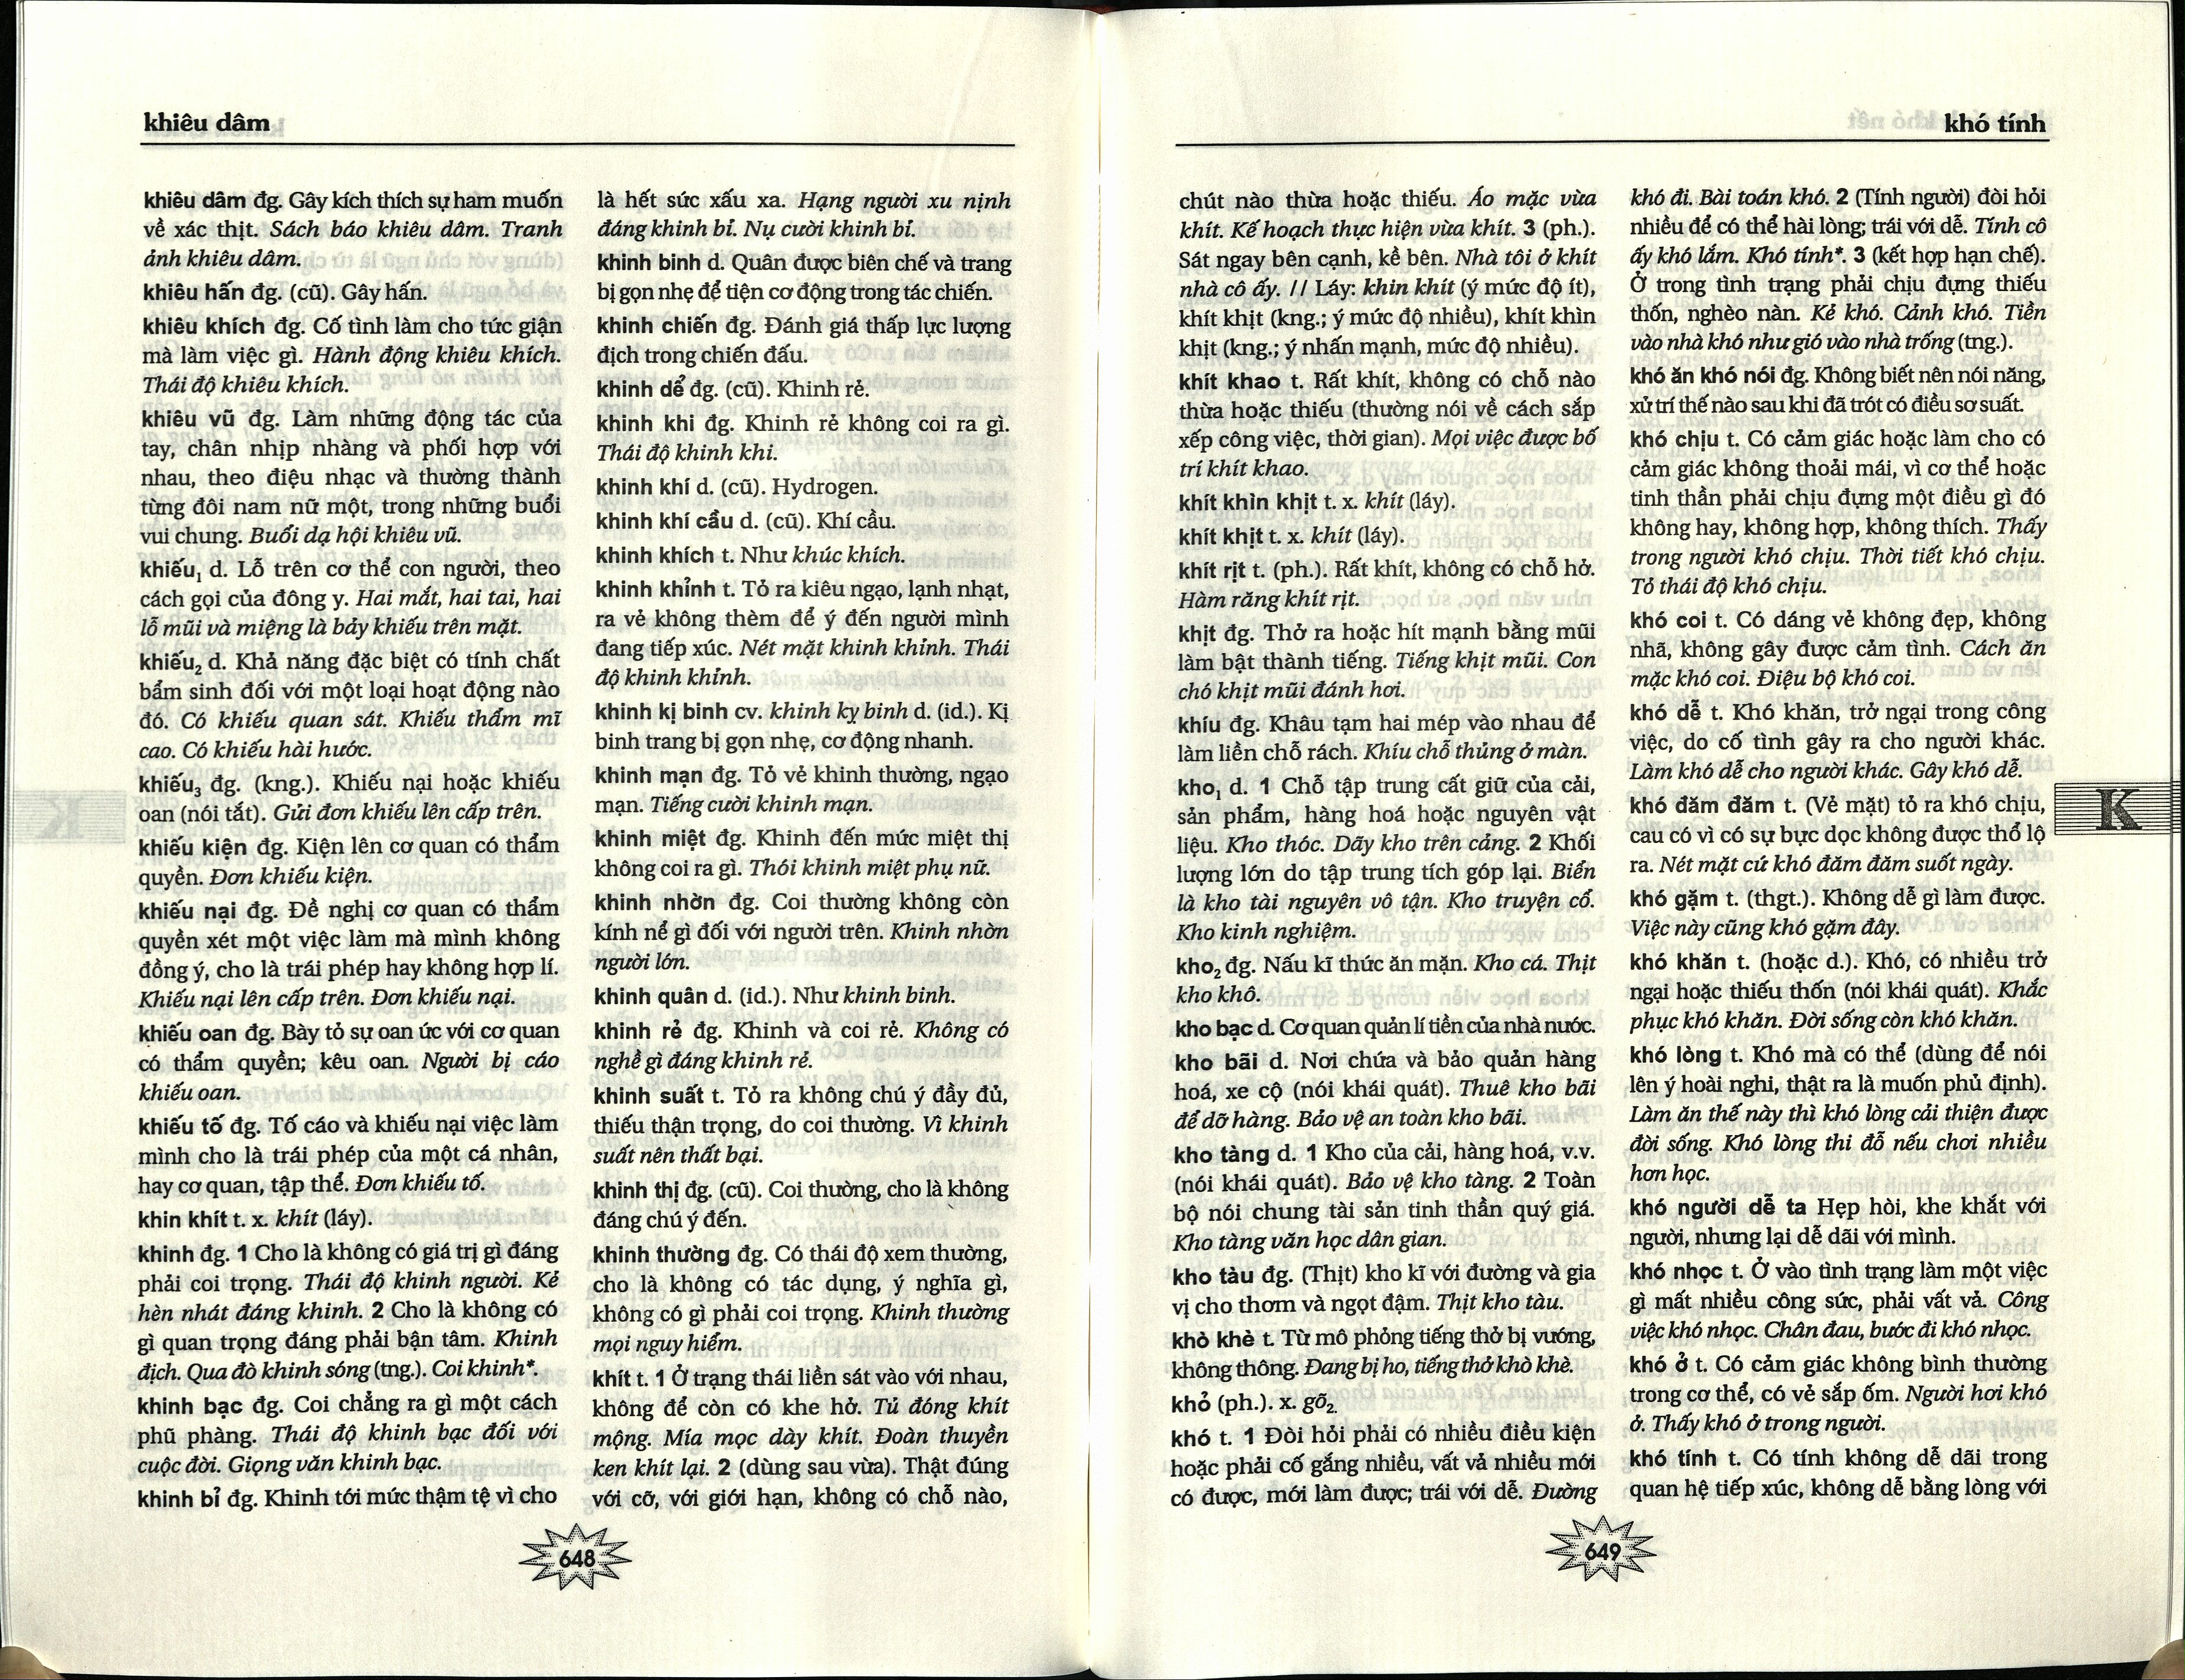 khiêu dâm
khiêu dâm đg. Gây kích thích sự ham muốn
về xác thịt. Sách báo khiêu dâm. Tranh
ảnh khiêu dâm.
khiêu hấn đg. (cũ). Gây hấn.
khiêu khích đg. Cố tình làm cho tức giận
mà làm việc gì. Hành động khiêu khích.
Thái độ khiêu khích.
khiêu vũ đg. Làm những động tác của
tay, chân nhịp nhàng và phối hợp với
nhau, theo điệu nhạc và thường thành
từng đôi nam nữ một, trong những buổi
vui chung. Buổi dạ hội khiêu vũ.
khiếu₁ d. Lỗ trên cơ thể con người, theo
cách gọi của đông y. Hai mắt, hai tai, hai
lỗ mũi và miệng là bảy khiếu trên mặt.
khiếu₂ d. Khả năng đặc biệt có tính chất
bẩm sinh đối với một loại hoạt động nào
đó. Có khiếu quan sát. Khiếu thẩm mĩ
cao. Có khiếu hài hước.
khiếu₃ đg. (kng.). Khiếu nại hoặc khiếu
oan (nói tắt). Gửi đơn khiếu lên cấp trên.
khiếu kiện đg. Kiện lên cơ quan có thẩm
quyền. Đơn khiếu kiện.
khiếu nại đg. Đề nghị cơ quan có thẩm
quyền xét một việc làm mà mình không
đồng ý, cho là trái phép hay không hợp lí.
Khiếu nại lên cấp trên. Đơn khiếu nại.
khiếu oan đg. Bày tỏ sự oan ức với cơ quan
có thẩm quyền; kêu oan. Người bị cáo
khiếu oan.
khiếu tố đg. Tố cáo và khiếu nại việc làm
mình cho là trái phép của một cá nhân,
hay cơ quan, tập thể. Đơn khiếu tố.
khin khít t. x. khít (láy).
khinh đg. 1 Cho là không có giá trị gì đáng
phải coi trọng. Thái độ khinh người. Kẻ
hèn nhát đáng khinh. 2 Cho là không có
gì quan trọng đáng phải bận tâm. Khinh
địch. Qua đò khinh sóng (tng.). Coi khinh*.
khinh bạc đg. Coi chẳng ra gì một cách
phũ phàng. Thái độ khinh bạc đối với
cuộc đời. Giọng văn khinh bạc.
khinh bỉ đg. Khinh tới mức thậm tệ vì cho
là hết sức xấu xa. Hạng người xu nịnh
đáng khinh bỉ. Nụ cười khinh bỉ.
khinh binh d. Quân được biên chế và trang
bị gọn nhẹ để tiện cơ động trong tác chiến.
khinh chiến đg. Đánh giá thấp lực lượng
địch trong chiến đấu.
khinh dể đg. (cũ). Khinh rẻ.
khinh khi đg. Khinh rẻ không coi ra gì.
Thái độ khinh khi.
khinh khí d. (cũ). Hydrogen.
khinh khí cầu d. (cũ). Khí cầu.
khinh khích t. Như khúc khích.
khinh khỉnh t. Tỏ ra kiêu ngạo, lạnh nhạt,
ra vẻ không thèm để ý đến người mình
đang tiếp xúc. Nét mặt khinh khỉnh. Thái
độ khinh khỉnh.
khinh kị binh cv. khinh kỵ binh d. (id.). Kị
binh trang bị gọn nhẹ, cơ động nhanh.
khinh mạn đg. Tỏ vẻ khinh thường, ngạo
mạn. Tiếng cười khinh mạn.
khinh miệt đg. Khinh đến mức miệt thị
không coi ra gì. Thói khinh miệt phụ nữ.
khinh nhờn đg. Coi thường không còn
kính nể gì đối với người trên. Khinh nhờn
người lớn.
khinh quân d. (id.). Như khinh binh.
khinh rẻ đg. Khinh và coi rẻ. Không có
nghề gì đáng khinh rẻ.
khinh suất t. Tỏ ra không chú ý đầy đủ,
thiếu thận trọng, do coi thường. Vì khinh
suất nên thất bại.
khinh thị đg. (cũ). Coi thường, cho là không
đáng chú ý đến.
khinh thường đg. Có thái độ xem thường,
cho là không có tác dụng, ý nghĩa gì,
không có gì phải coi trọng. Khinh thường
mọi nguy hiểm.
khít t. 1 Ở trạng thái liền sát vào với nhau,
không để còn có khe hở. Tủ đóng khít
mộng. Mía mọc dày khít. Đoàn thuyền
ken khít lại. 2 (dùng sau vừa). Thật đúng
với cỡ, với giới hạn, không có chỗ nào,
648
khó tính
chút nào thừa hoặc thiếu. Áo mặc vừa
khít. Kế hoạch thực hiện vừa khít. 3 (ph.).
Sát ngay bên cạnh, kề bên. Nhà tôi ở khít
nhà cô ấy. // Láy: khin khít (ý mức độ ít),
khít khịt (kng.; ý mức độ nhiều), khít khìn
khịt (kng.; ý nhấn mạnh, mức độ nhiều).
khít khao t. Rất khít, không có chỗ nào
thừa hoặc thiếu (thường nói về cách sắp
xếp công việc, thời gian). Mọi việc được bố
trí khít khao.
khít khìn khịt t. x. khít (láy).
khít khịt t. x. khít (láy).
khít rịt t. (ph.). Rất khít, không có chỗ hở.
Hàm răng khít rịt.
khịt đg. Thở ra hoặc hít mạnh bằng mũi
làm bật thành tiếng. Tiếng khịt mũi. Con
chó khịt mũi đánh hơi.
khíu đg. Khâu tạm hai mép vào nhau để
làm liền chỗ rách. Khíu chỗ thủng ở màn.
kho₁ d. 1 Chỗ tập trung cất giữ của cải,
sản phẩm, hàng hoá hoặc nguyên vật
liệu. Kho thóc. Dãy kho trên cảng. 2 Khối
lượng lớn do tập trung tích góp lại. Biển
là kho tài nguyên vô tận. Kho truyện cổ.
Kho kinh nghiệm.
kho₂ đg. Nấu kĩ thức ăn mặn. Kho cá. Thịt
kho khô.
kho bạc d. Cơ quan quản lí tiền của nhà nước.
kho bãi d. Nơi chứa và bảo quản hàng
hoá, xe cộ (nói khái quát). Thuê kho bãi
để dỡ hàng. Bảo vệ an toàn kho bãi.
kho tàng d. 1 Kho của cải, hàng hoá, v.v.
(nói khái quát). Bảo vệ kho tàng. 2 Toàn
bộ nói chung tài sản tinh thần quý giá.
Kho tàng văn học dân gian.
kho tàu đg. (Thịt) kho kĩ với đường và gia
vị cho thơm và ngọt đậm. Thịt kho tàu.
khò khè t. Từ mô phỏng tiếng thở bị vướng,
không thông. Đang bị ho, tiếng thở khò khè.
khỏ (ph.). x. gõ₂.
khó t. 1 Đòi hỏi phải có nhiều điều kiện
hoặc phải cố gắng nhiều, vất vả nhiều mới
có được, mới làm được; trái với dễ. Đường
khó đi. Bài toán khó. 2 (Tính người) đòi hỏi
nhiều để có thể hài lòng; trái với dễ. Tính cô
ấy khó lắm. Khó tính*. 3 (kết hợp hạn chế).
Ở trong tình trạng phải chịu đựng thiếu
thốn, nghèo nàn. Kẻ khó. Cảnh khó. Tiền
vào nhà khó như gió vào nhà trống (tng.).
khó ăn khó nói đg. Không biết nên nói năng,
xử trí thế nào sau khi đã trót có điều sơ suất.
khó chịu t. Có cảm giác hoặc làm cho có
cảm giác không thoải mái, vì cơ thể hoặc
tinh thần phải chịu đựng một điều gì đó
không hay, không hợp, không thích. Thấy
trong người khó chịu. Thời tiết khó chịu.
Tỏ thái độ khó chịu.
khó coi t. Có dáng vẻ không đẹp, không
nhã, không gây được cảm tình. Cách ăn
mặc khó coi. Điệu bộ khó coi.
khó dễ t. Khó khăn, trở ngại trong công
việc, do cố tình gây ra cho người khác.
Làm khó dễ cho người khác. Gây khó dễ.
khó đăm đăm t. (Vẻ mặt) tỏ ra khó chịu,
cau có vì có sự bực dọc không được thổ lộ
ra. Nét mặt cứ khó đăm đăm suốt ngày.
khó gặm t. (thgt.). Không dễ gì làm được.
Việc này cũng khó gặm đây.
khó khăn t. (hoặc d.). Khó, có nhiều trở
ngại hoặc thiếu thốn (nói khái quát). Khắc
phục khó khăn. Đời sống còn khó khăn.
khó lòng t. Khó mà có thể (dùng để nói
lên ý hoài nghi, thật ra là muốn phủ định).
Làm ăn thế này thì khó lòng cải thiện được
đời sống. Khó lòng thi đỗ nếu chơi nhiều
hơn học.
khó người dễ ta Hẹp hòi, khe khắt với
người, nhưng lại dễ dãi với mình.
khó nhọc t. Ở vào tình trạng làm một việc
gì mất nhiều công sức, phải vất vả. Công
việc khó nhọc. Chân đau, bước đi khó nhọc.
khó ở t. Có cảm giác không bình thường
trong cơ thể, có vẻ sắp ốm. Người hơi khó
ở. Thấy khó ở trong người.
khó tính t. Có tính không dễ dãi trong
quan hệ tiếp xúc, không dễ bằng lòng với
K
649